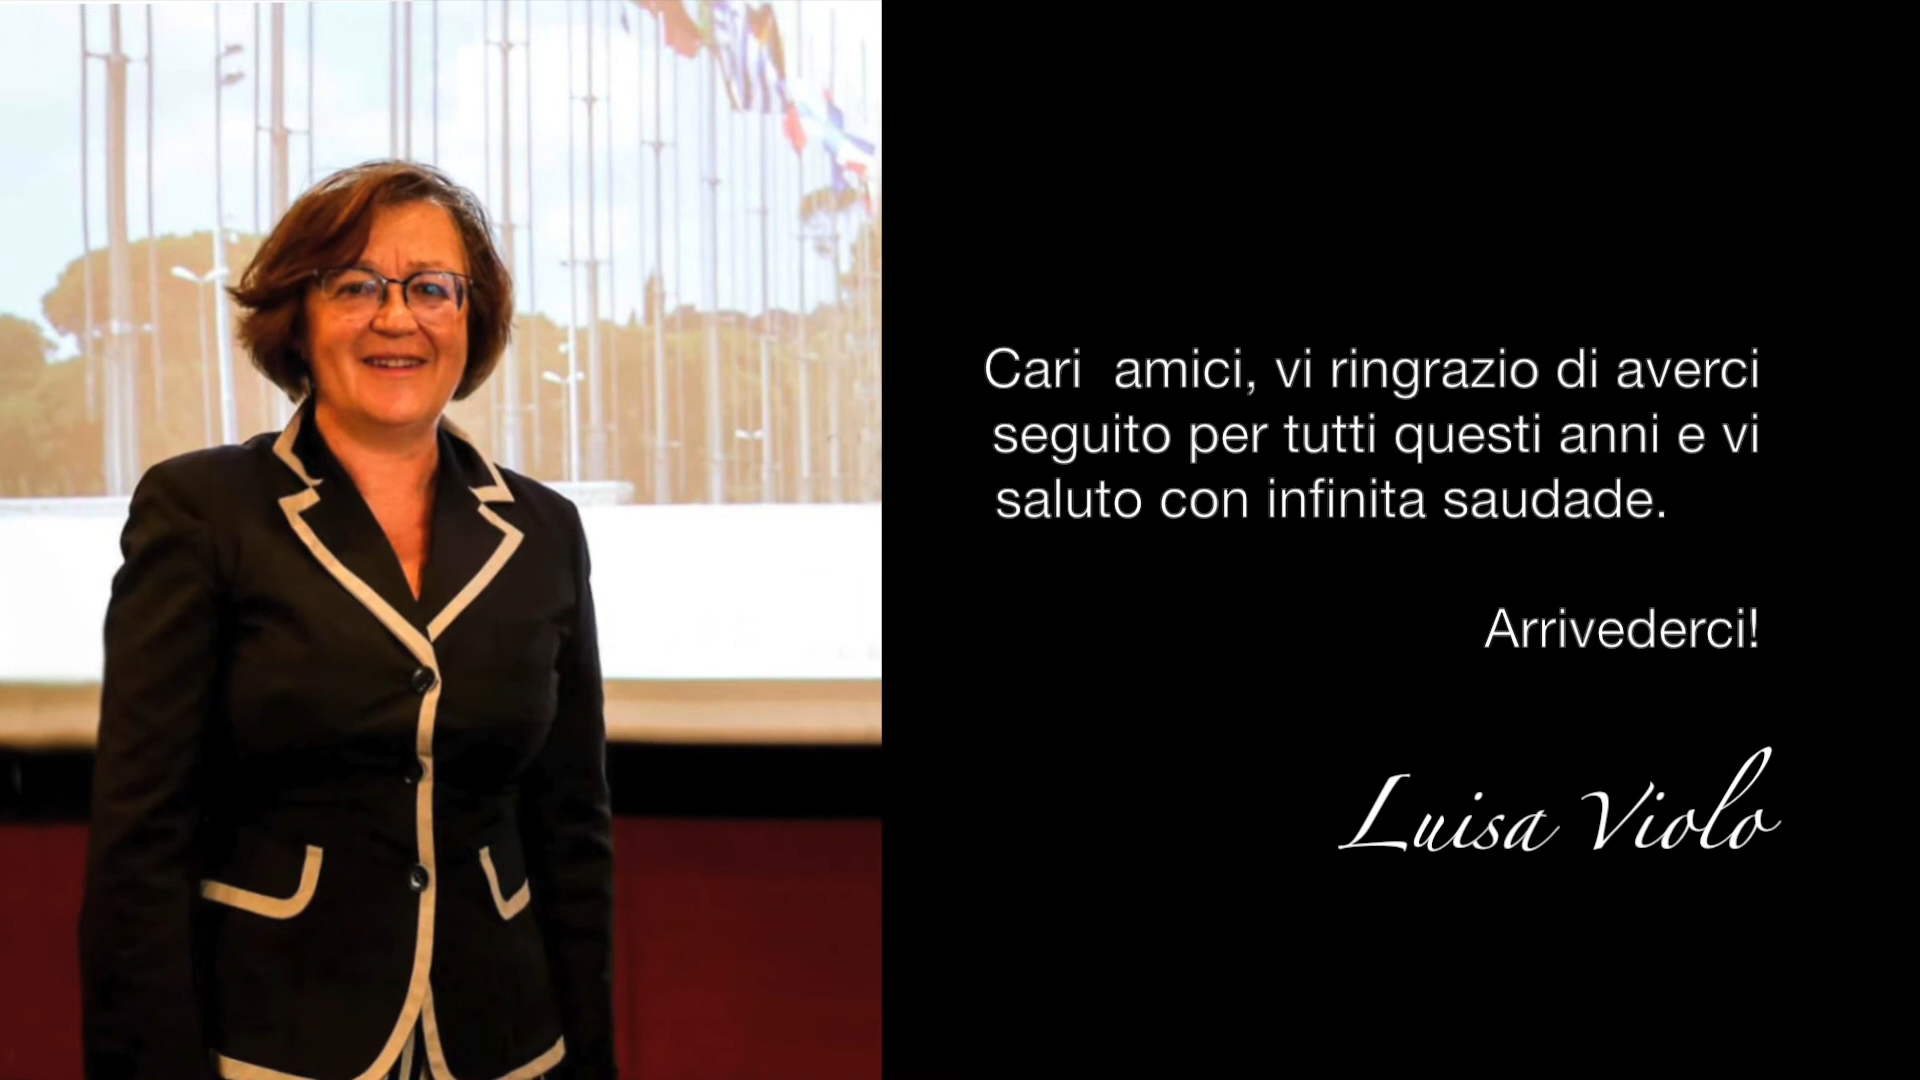 Cari  amici, vi ringrazio di averci
seguito per tutti questi anni e vi
saluto con infinita saudade.
Arrivederci!
Luisa Violo